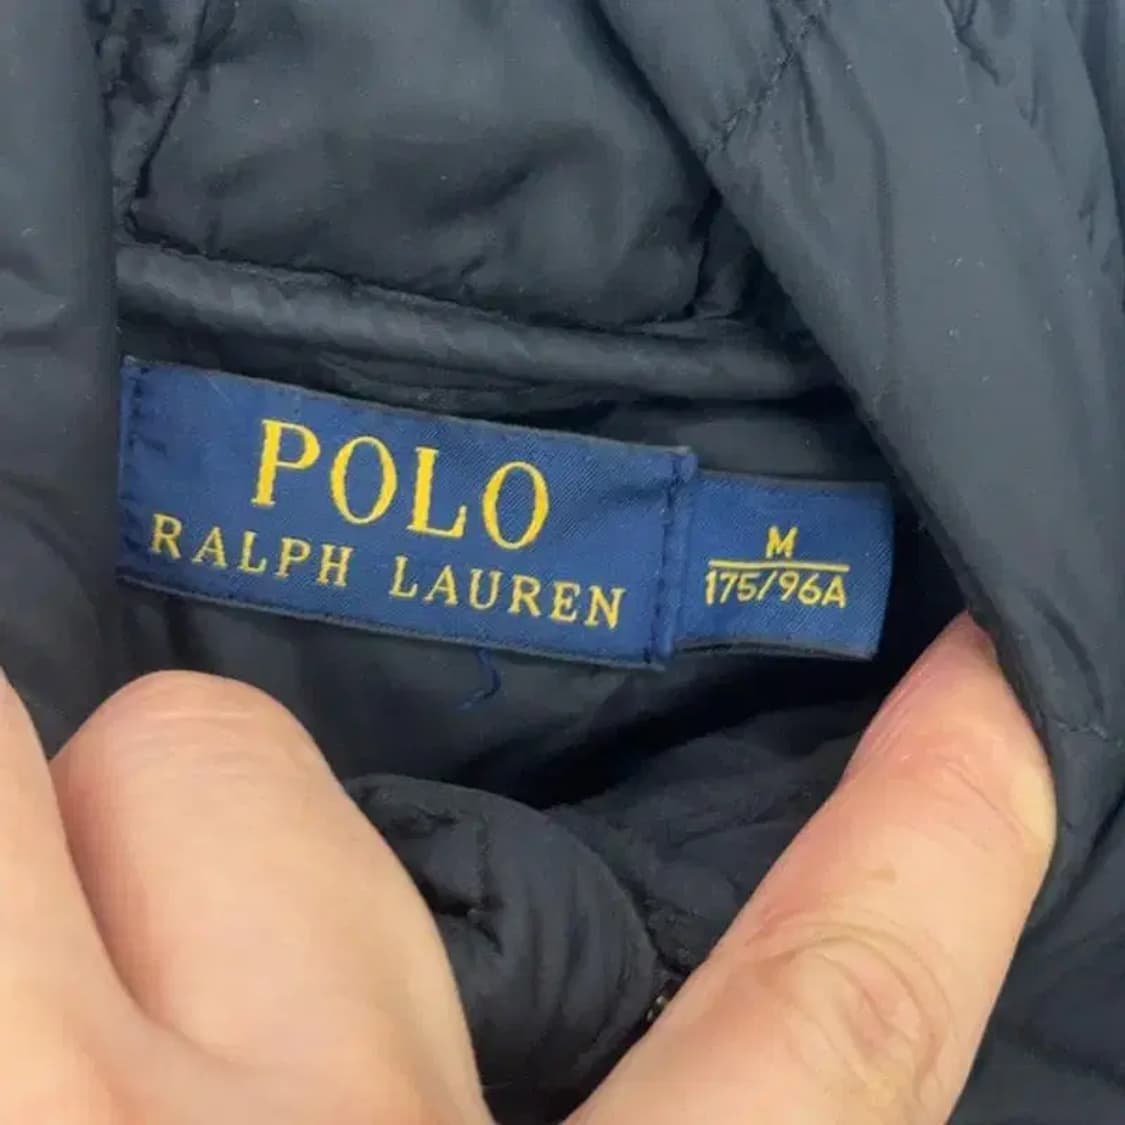 POLO
RALPH LAUREN
M
175/96A